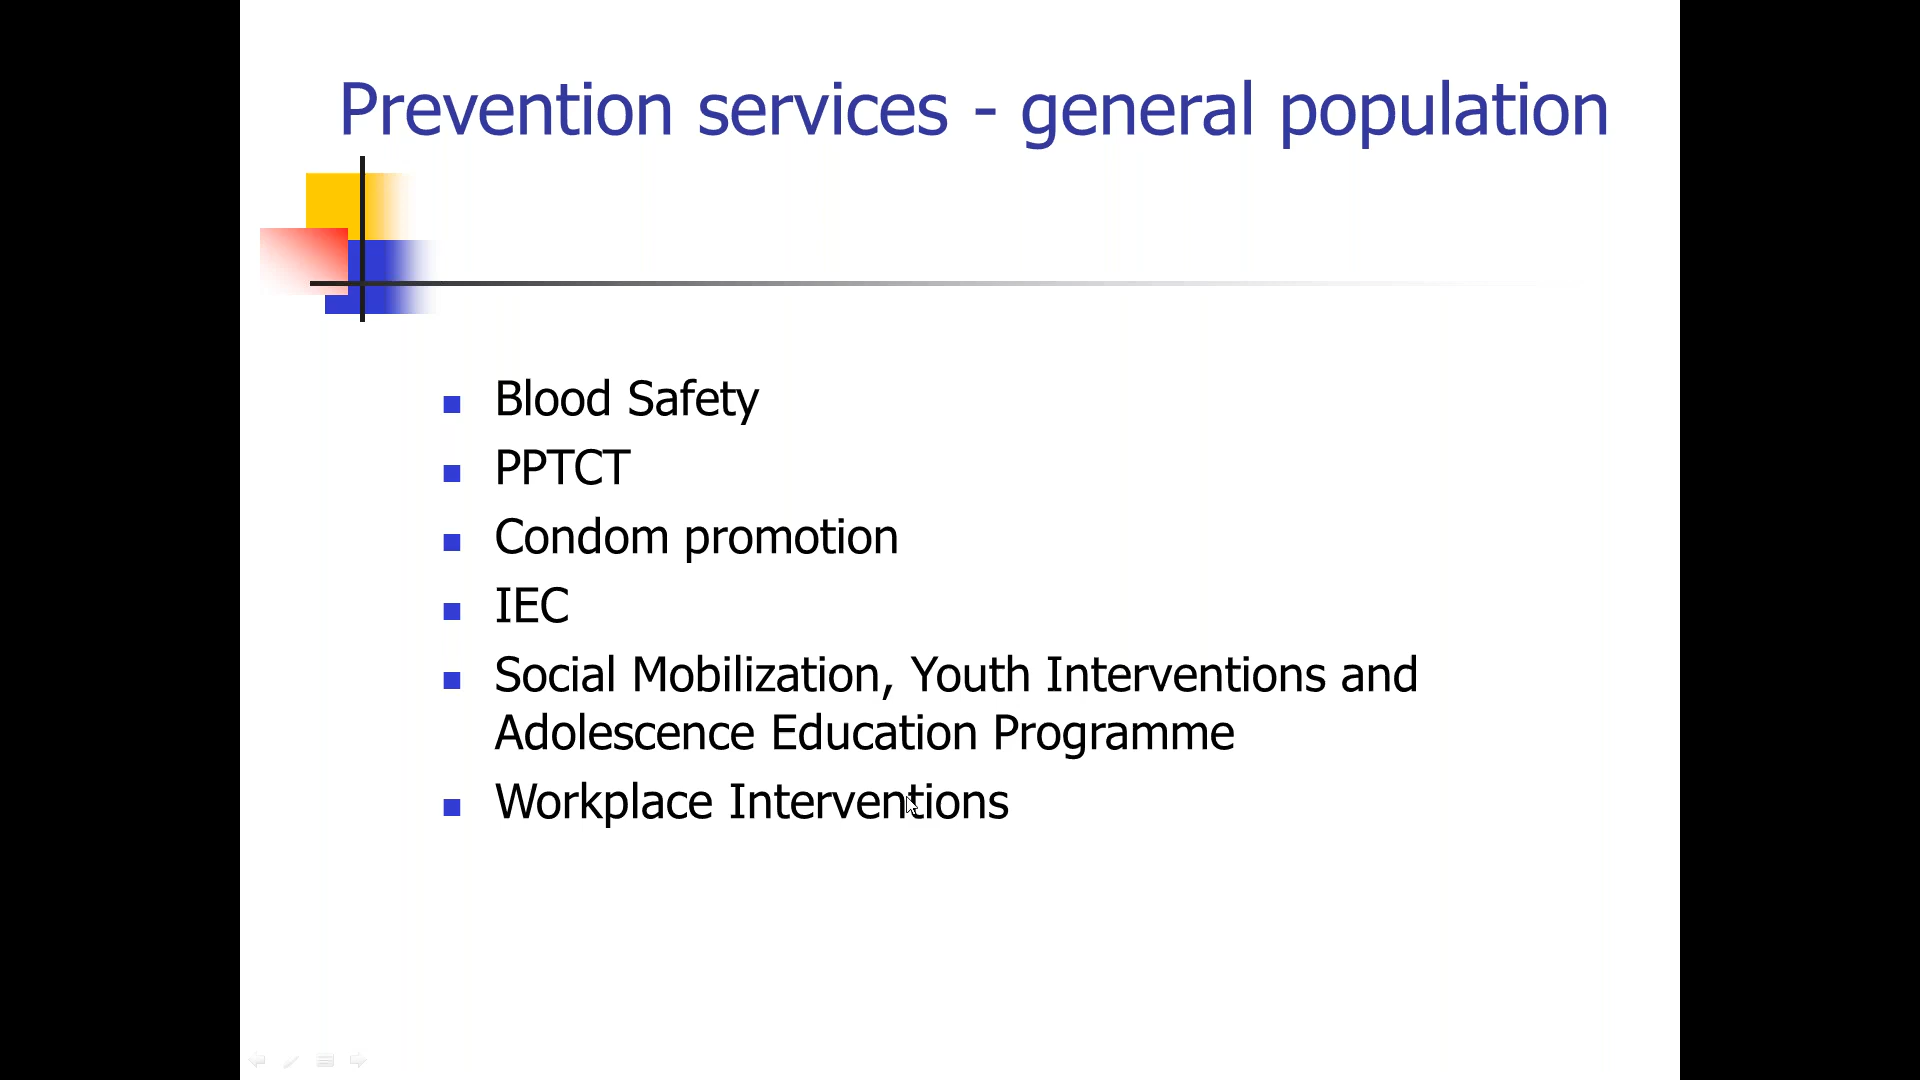 Prevention services - general population
Blood Safety
PPTCT
Condom promotion
IEC
Social Mobilization, Youth Interventions and
Adolescence Education Programme
Workplace Interventions